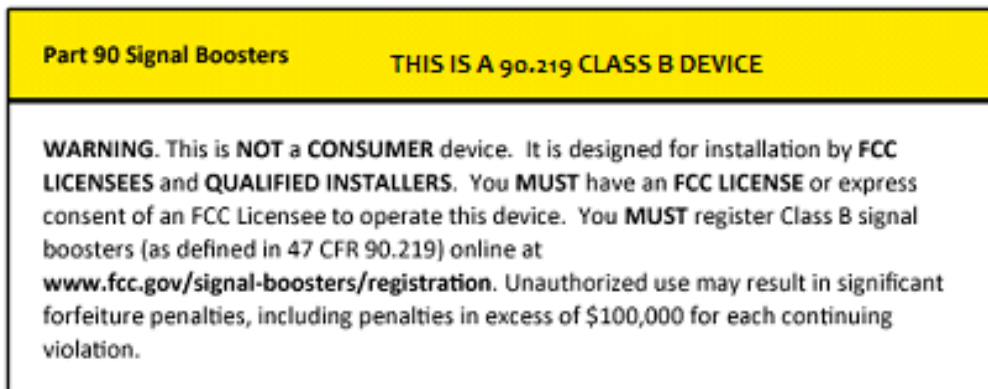 Part 90 Signal Boosters THIS IS A 90.219 CLASS B DEVICE
WARNING. This is NOT a CONSUMER device. It is designed for installation by FCC
LICENSEES and QUALIFIED INSTALLERS. You MUST have an FCC LICENSE or express
consent of an FCC Licensee to operate this device. You MUST register Class B signal
boosters (as defined in 47 CFR 90.219) online at
www.fcc.gov/signal-boosters/registration. Unauthorized use may result in significant
forfeiture penalties, including penalties in excess of $100,000 for each continuing
violation.